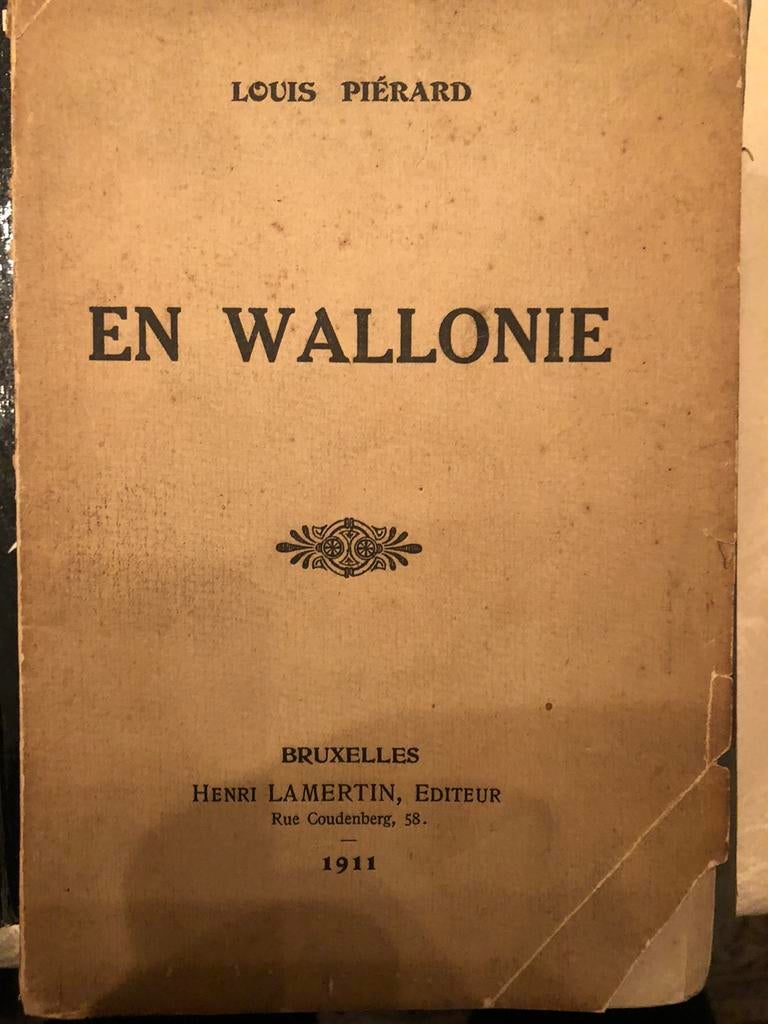 LOUIS PIÉRARD
EN WALLONIE
BRUXELLES
HENRI LAMERTIN, EDITEUR
Rue Coudenberg, 58.
1911